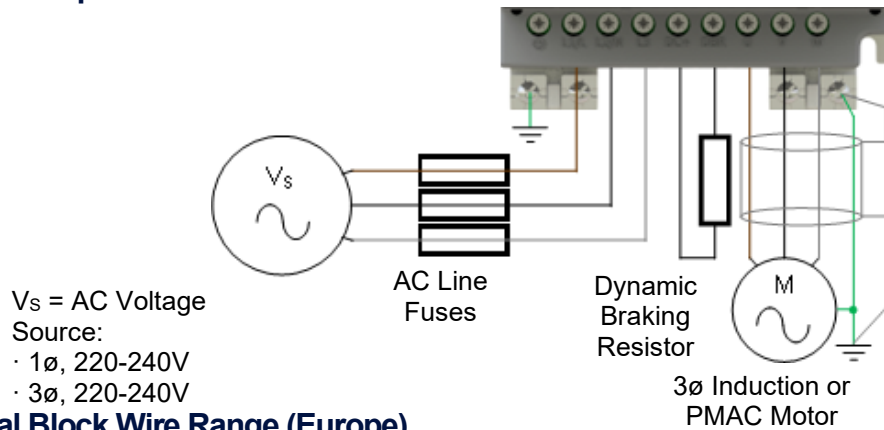 Vs
AC Line
Fuses
Dynamic
Braking
Resistor
M
3ø Induction or
PMAC Motor
Vs = AC Voltage
Source:
· 1ø, 220-240V
· 3ø, 220-240V
Block Wire Range (Europe)